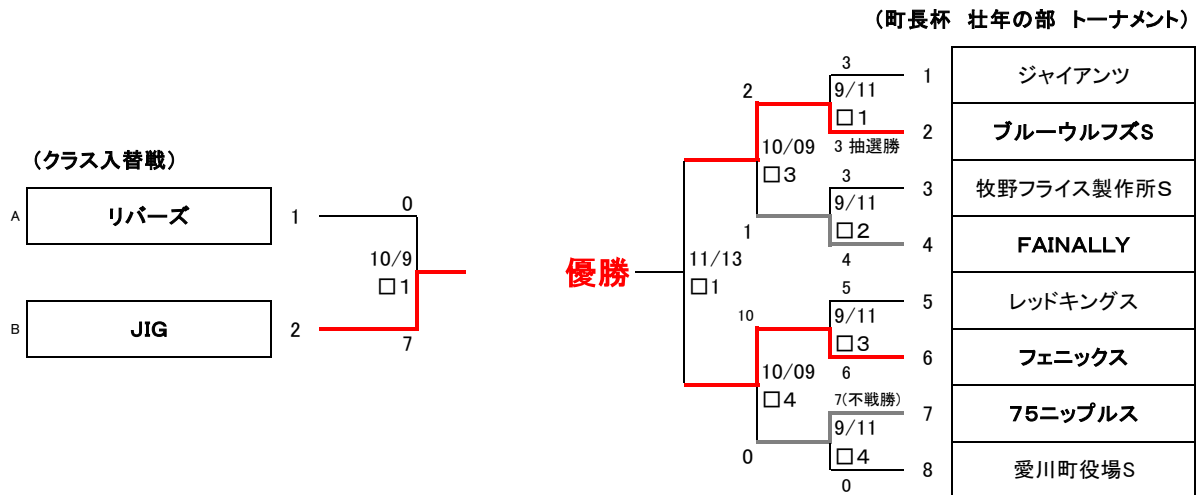 （町長杯　壮年の部　トーナメント）
3
1
ジャイアンツ
9/11
□1
2
2
ブルーウルフズS
3 抽選勝
10/09
□3
3
3
牧野フライス製作所S
9/11
□2
1
4
FAINALLY
4
（クラス入替戦）
A
リバーズ
1
0
10/9
□1
B
JIG
2
7
優勝
11/13
□1
5
5
レッドキングス
9/11
□3
10
6
フェニックス
6
10/09
□4
7(不戦勝)
7
75ニップルス
9/11
□4
0
8
愛川町役場S
0